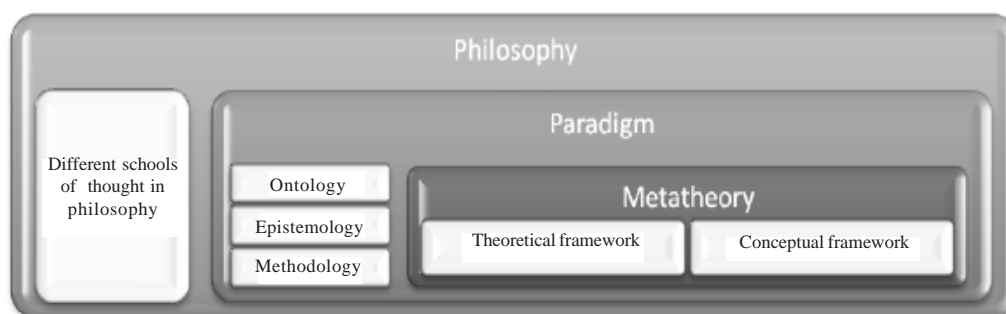 Philosophy
Different schools
of thought in
philosophy
Paradigm
Ontology
Epistemology
Methodology
Metatheory
Theoretical framework
Conceptual framework